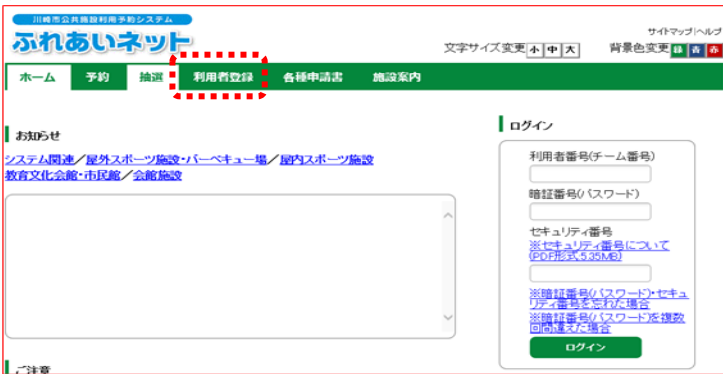 川崎市公共施設利用予約システム
ふれあいネット
サイトマップ|ヘルプ
文字サイズ変更 小 中 大 背景色変更 緑 青 赤
ホーム 予約 抽選 利用者登録 各種申請書 施設案内
お知らせ
システム関連／屋外スポーツ施設・バーベキュー場／屋内スポーツ施設
教育文化会館・市民館／会館施設
ログイン
利用者番号(チーム番号)
暗証番号(パスワード)
セキュリティ番号
※セキュリティ番号について
(PDF形式,5.35MB)
※暗証番号(パスワード)・セキュ
リティ番号を忘れた場合
※暗証番号(パスワード)を複数
回間違えた場合
ログイン
ご注意